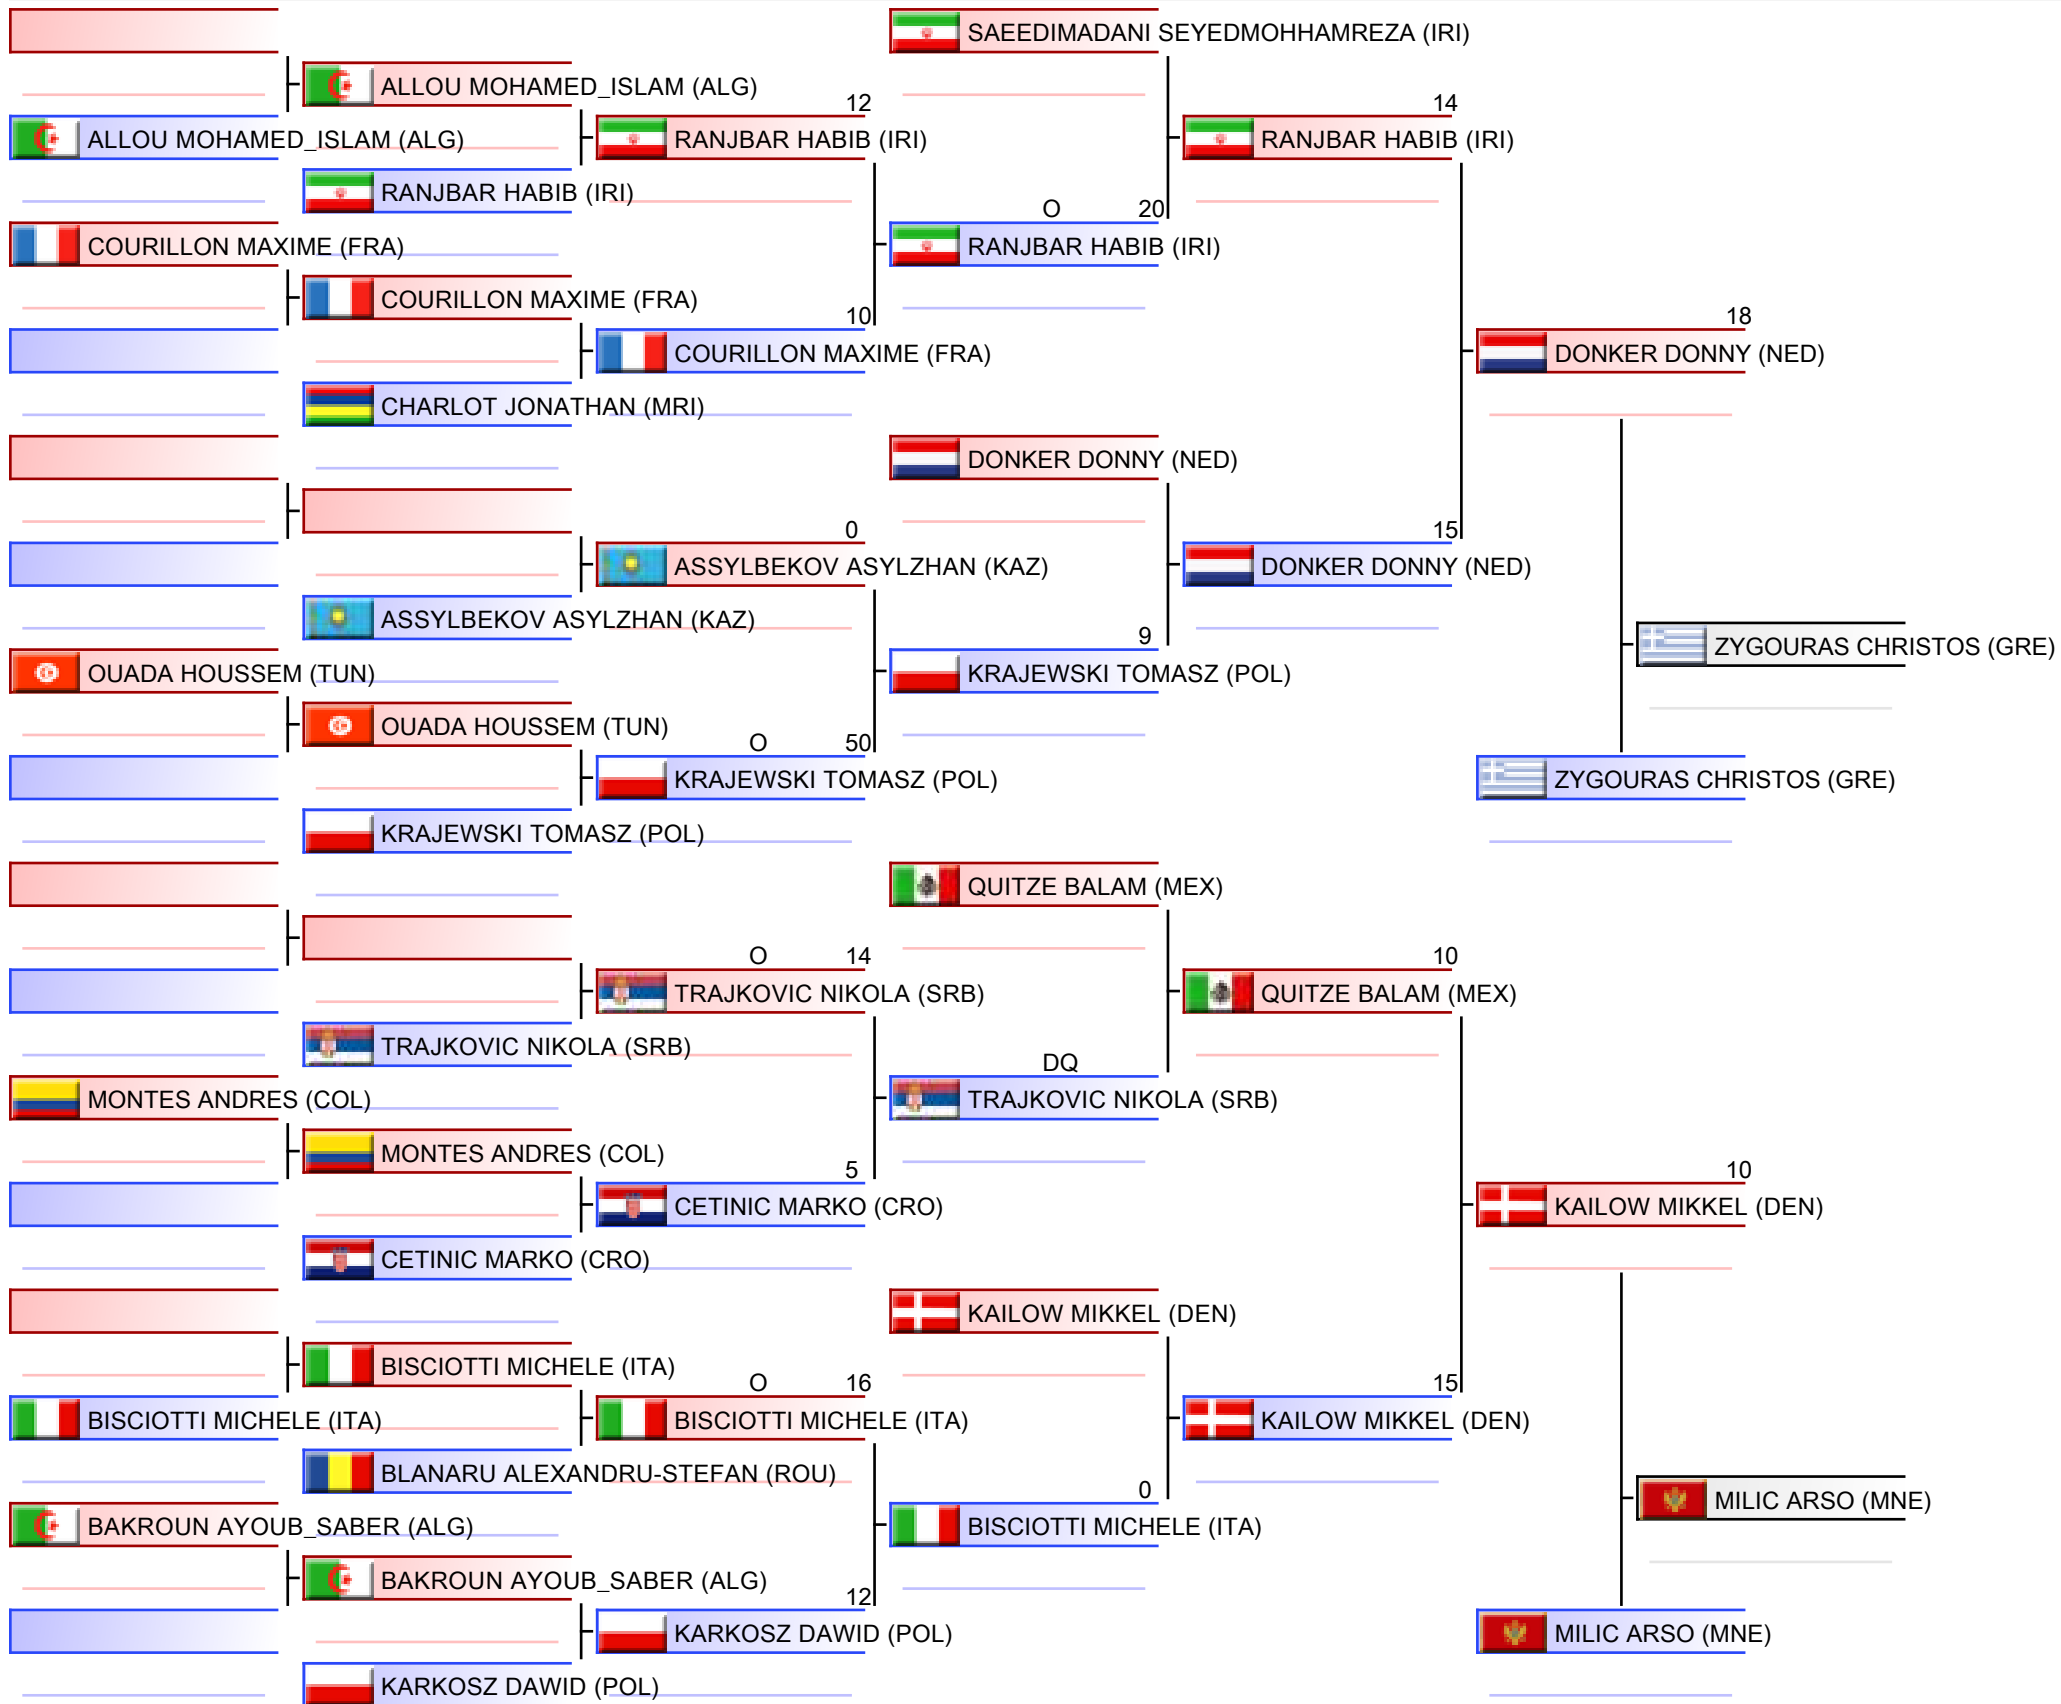 SAEEDIMADANI SEYEDMOHHAMREZA (IRI)
ALLOU MOHAMED_ISLAM (ALG)
12
14
ALLOU MOHAMED_ISLAM (ALG)
RANJBAR HABIB (IRI)
RANJBAR HABIB (IRI)
RANJBAR HABIB (IRI)
O 20
COURILLON MAXIME (FRA)
RANJBAR HABIB (IRI)
COURILLON MAXIME (FRA)
10
18
COURILLON MAXIME (FRA)
DONKER DONNY (NED)
CHARLOT JONATHAN (MRI)
DONKER DONNY (NED)
0
15
ASSYLBEKOV ASYLZHAN (KAZ)
DONKER DONNY (NED)
ASSYLBEKOV ASYLZHAN (KAZ)
9
ZYGOURAS CHRISTOS (GRE)
OUADA HOUSSEM (TUN)
KRAJEWSKI TOMASZ (POL)
OUADA HOUSSEM (TUN)
O 50
KRAJEWSKI TOMASZ (POL)
ZYGOURAS CHRISTOS (GRE)
KRAJEWSKI TOMASZ (POL)
QUITZE BALAM (MEX)
O 14
10
TRAJKOVIC NIKOLA (SRB)
QUITZE BALAM (MEX)
TRAJKOVIC NIKOLA (SRB)
DQ
MONTES ANDRES (COL)
TRAJKOVIC NIKOLA (SRB)
MONTES ANDRES (COL)
5
10
CETINIC MARKO (CRO)
KAILOW MIKKEL (DEN)
CETINIC MARKO (CRO)
KAILOW MIKKEL (DEN)
BISCIOTTI MICHELE (ITA)
O 16
15
BISCIOTTI MICHELE (ITA)
BISCIOTTI MICHELE (ITA)
KAILOW MIKKEL (DEN)
BLANARU ALEXANDRU-STEFAN (ROU)
0
MILIC ARSO (MNE)
BAKROUN AYOUB_SABER (ALG)
BISCIOTTI MICHELE (ITA)
BAKROUN AYOUB_SABER (ALG)
12
KARKOSZ DAWID (POL)
MILIC ARSO (MNE)
KARKOSZ DAWID (POL)